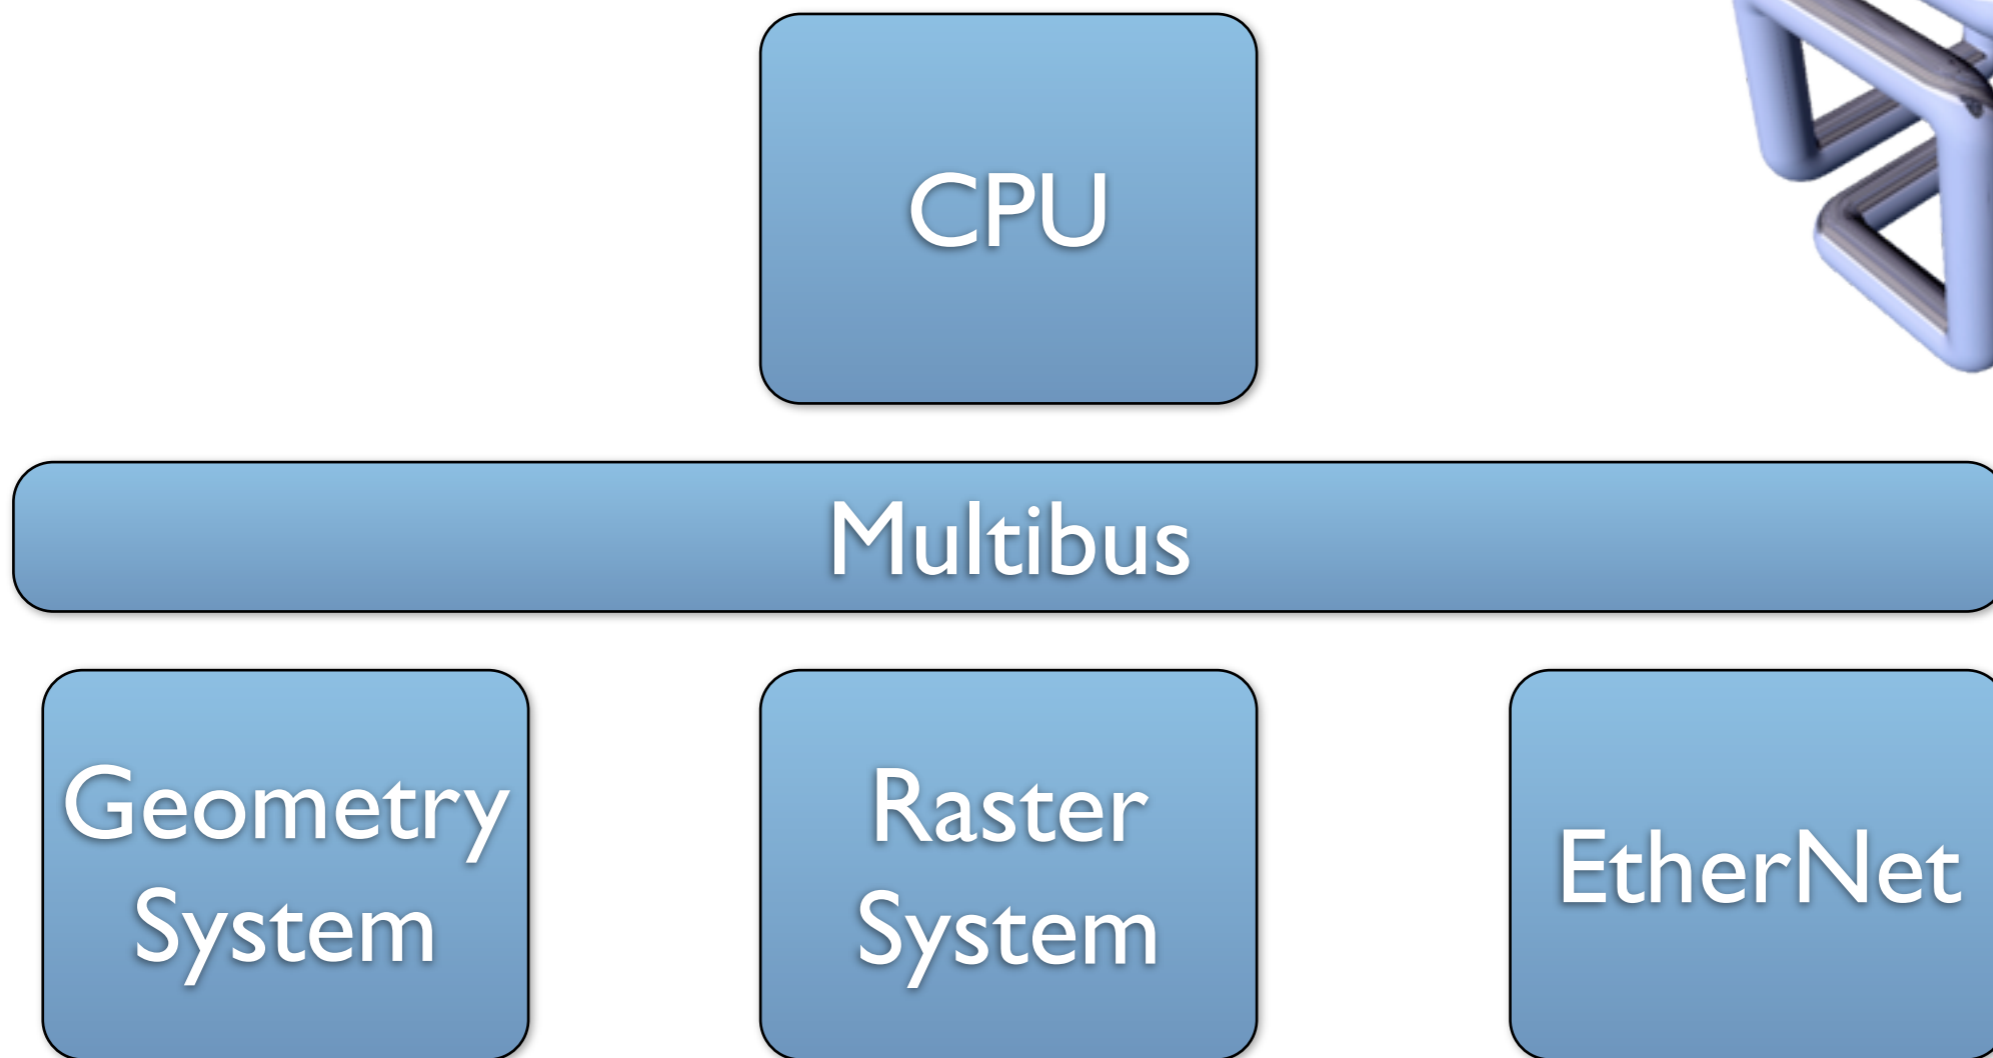 CPU
Multibus
Geometry
System
Raster
System
EtherNet